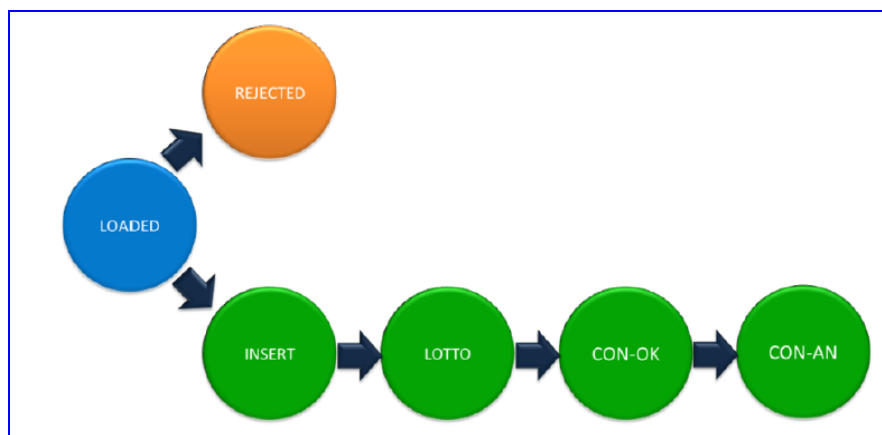 REJECTED
LOADED
INSERT
LOTTO
CON-OK
CON-AN